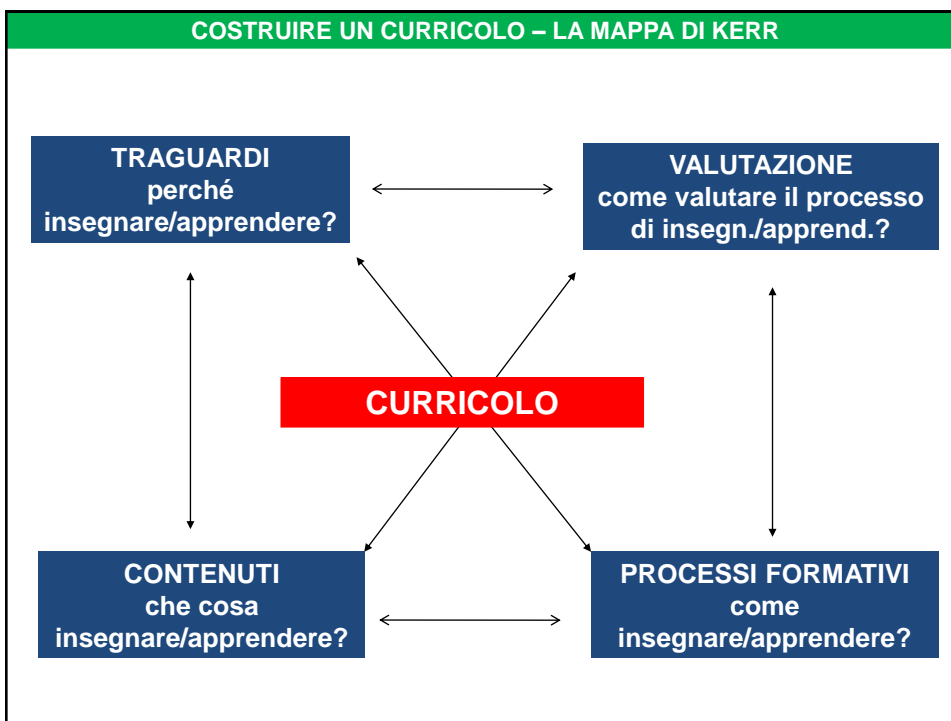 COSTRUIRE UN CURRICOLO – LA MAPPA DI KERR
TRAGUARDI
perché
insegnare/apprendere?
VALUTAZIONE
come valutare il processo
di insegn./apprend.?
CURRICOLO
CONTENUTI
che cosa
insegnare/apprendere?
PROCESSI FORMATIVI
come
insegnare/apprendere?